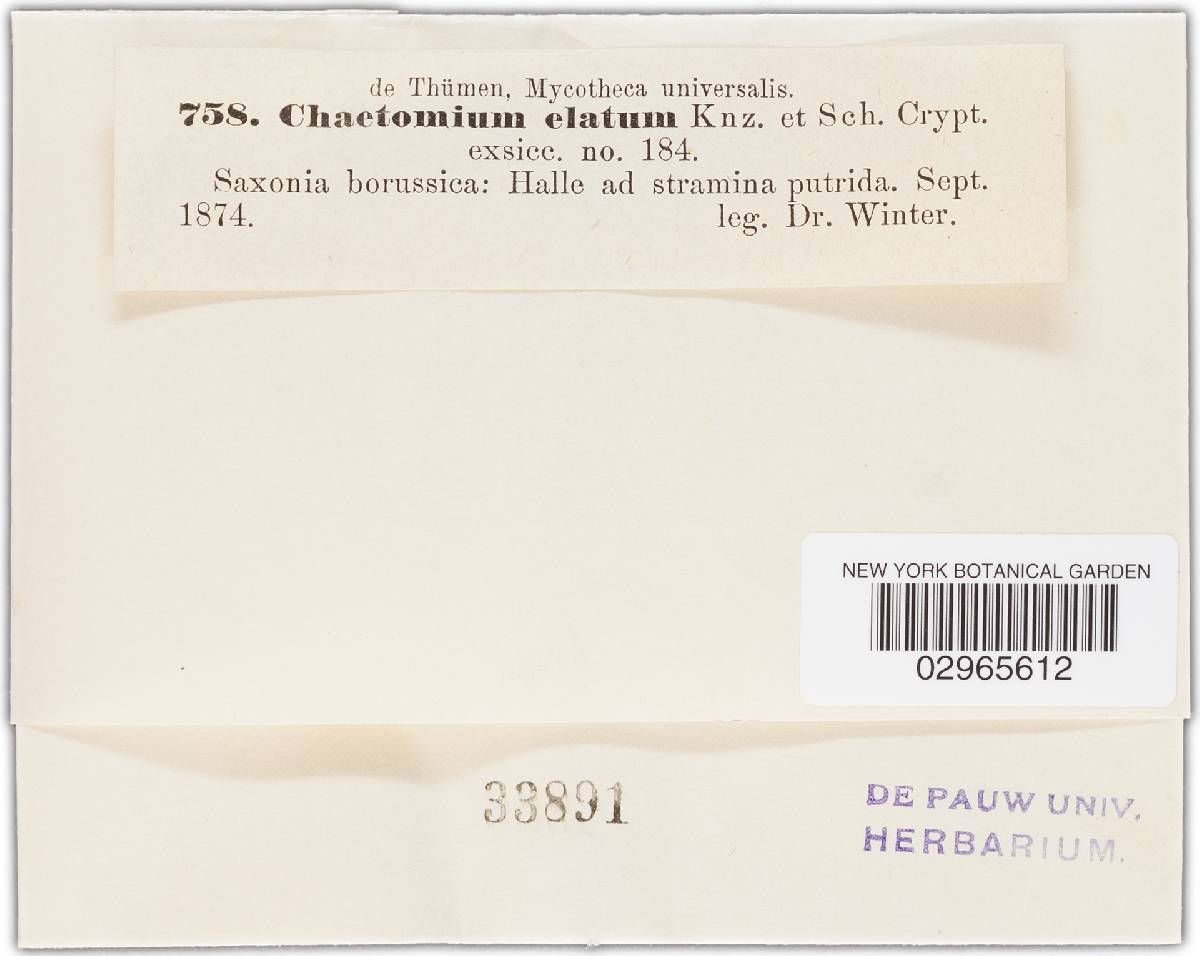 de Thümen, Mycotheca universalis.
758. Chaetomium elatum Knz. et Sch. Crypt.
exsicc. no. 184.
Saxonia borussica: Halle ad stramina putrida. Sept.
1874. leg. Dr. Winter.
NEW YORK BOTANICAL GARDEN
02965612
33891
DE PAUW UNIV.
HERBARIUM.